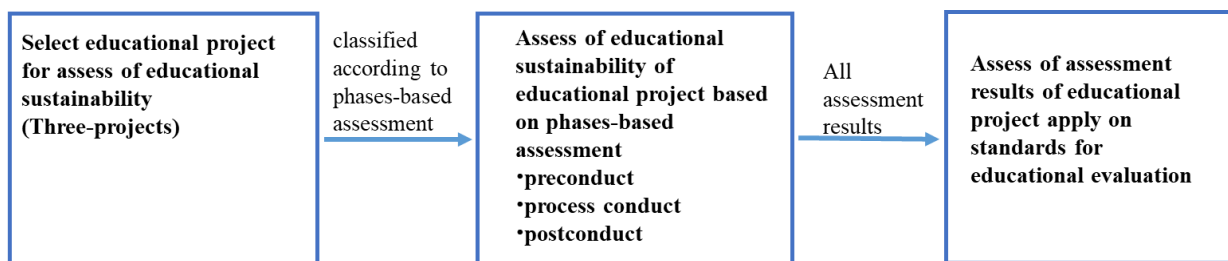 Select educational project
for assess of educational
sustainability
(Three-projects)
classified
according to
phases-based
assessment
Assess of educational
sustainability of
educational project based
on phases-based
assessment
•preconduct
•process conduct
•postconduct
All
assessment
results
Assess of assessment
results of educational
project apply on
standards for
educational evaluation